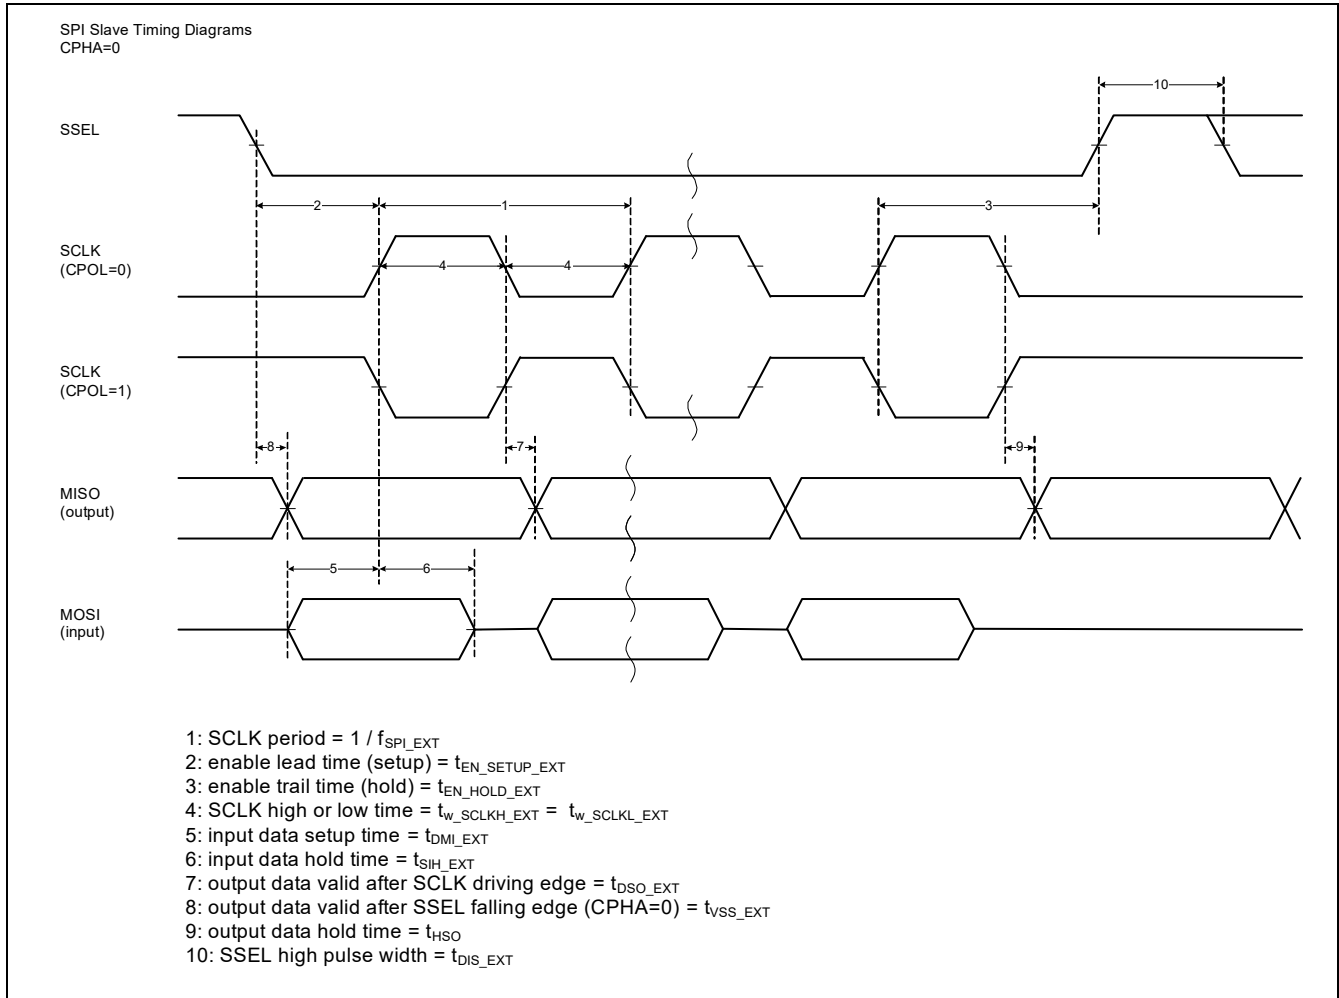 SPI Slave Timing Diagrams
CPHA=0
10
SSEL
2
1
3
SCLK
(CPOL=0)
4
4
SCLK
(CPOL=1)
8
7
9
MISO
(output)
5
6
MOSI
(input)
1: SCLK period = 1 / fSPI_EXT
2: enable lead time (setup) = tEN_SETUP_EXT
3: enable trail time (hold) = tEN_HOLD_EXT
4: SCLK high or low time = tw_SCLKH_EXT = tw_SCLKL_EXT
5: input data setup time = tDMI_EXT
6: input data hold time = tSIH_EXT
7: output data valid after SCLK driving edge = tDSO_EXT
8: output data valid after SSEL falling edge (CPHA=0) = tVSS_EXT
9: output data hold time = tHSO
10: SSEL high pulse width = tDIS_EXT